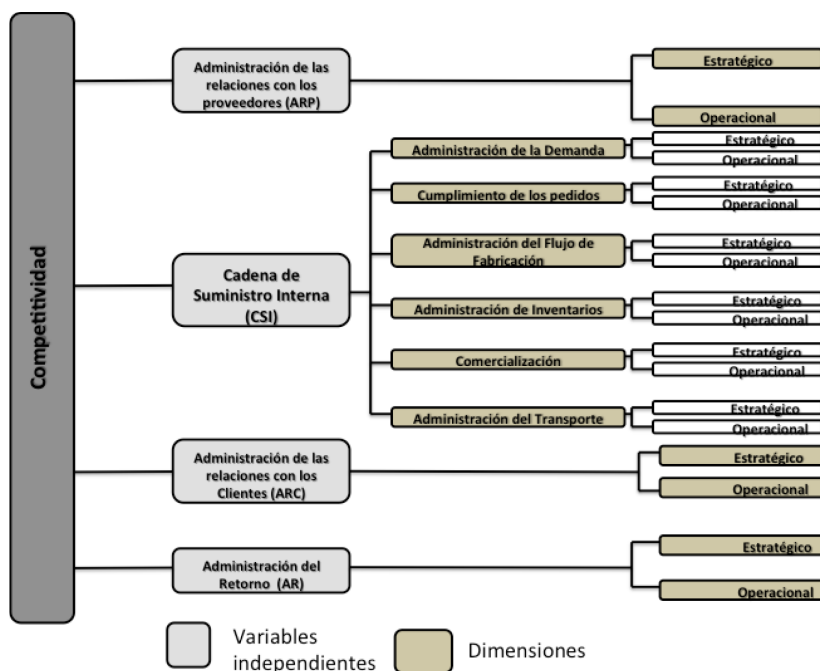 Competitividad
Administración de las
relaciones con los
proveedores (ARP)
Estratégico
Operacional
Cadena de
Suministro Interna
(CSI)
Administración de la Demanda
Estratégico
Operacional
Cumplimiento de los pedidos
Estratégico
Operacional
Administración del Flujo de
Fabricación
Estratégico
Operacional
Administración de Inventarios
Estratégico
Operacional
Comercialización
Estratégico
Operacional
Administración del Transporte
Estratégico
Operacional
Administración de las
relaciones con los
Clientes (ARC)
Estratégico
Operacional
Administración del
Retorno (AR)
Estratégico
Operacional
Variables
independientes
Dimensiones